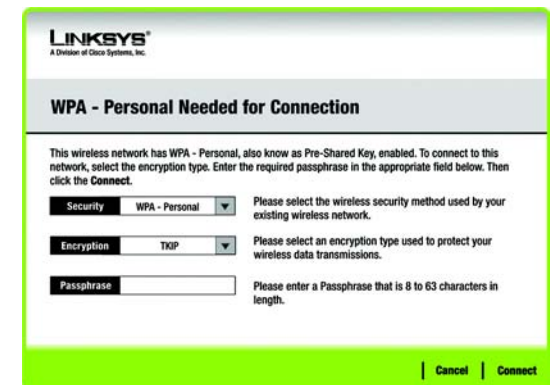 LINKSYS®
A Division of Cisco Systems, Inc.
WPA - Personal Needed for Connection
This wireless network has WPA - Personal, also know as Pre-Shared Key, enabled. To connect to this
network, select the encryption type. Enter the required passphrase in the appropriate field below. Then
click the Connect.
Security WPA - Personal Please select the wireless security method used by your
existing wireless network.
Encryption TKIP Please select an encryption type used to protect your
wireless data transmissions.
Passphrase Please enter a Passphrase that is 8 to 63 characters in
length.
Cancel Connect